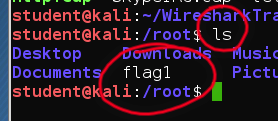 student@kali:~/WiresharkTra
student@kali:/root$ ls
Desktop Downloads Music
Documents flag1 Pictu
student@kali:/root$